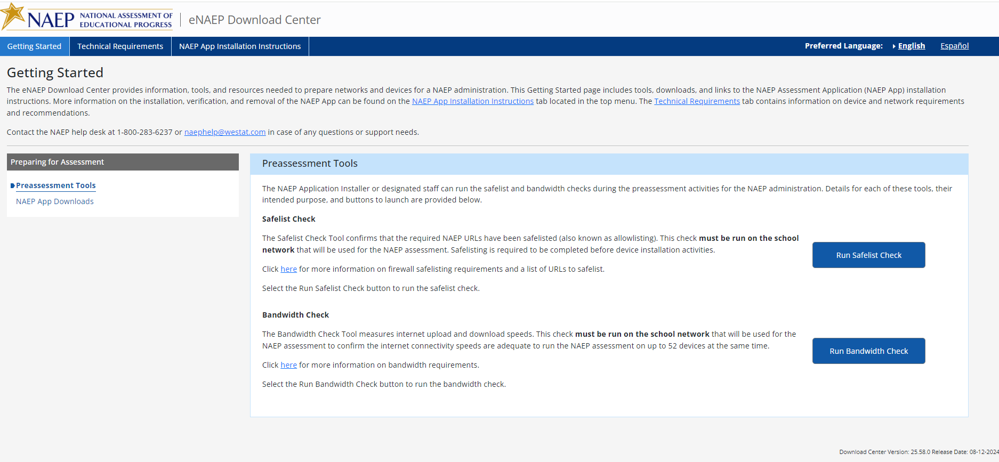 NAEP NATIONAL ASSESSMENT OF
EDUCATIONAL PROGRESS
eNAEP Download Center
Getting Started Technical Requirements NAEP App Installation Instructions Preferred Language: English Español
Getting Started
The eNAEP Download Center provides information, tools, and resources needed to prepare networks and devices for a NAEP administration. This Getting Started page includes tools, downloads, and links to the NAEP Assessment Application (NAEP App) installation
instructions. More information on the installation, verification, and removal of the NAEP App can be found on the NAEP App Installation Instructions tab located in the top menu. The Technical Requirements tab contains information on device and network requirements
and recommendations.
Contact the NAEP help desk at 1-800-283-6237 or naephelp@westat.com in case of any questions or support needs.
Preparing for Assessment
Preassessment Tools
NAEP App Downloads
Preassessment Tools
The NAEP Application Installer or designated staff can run the safelist and bandwidth checks during the preassessment activities for the NAEP administration. Details for each of these tools, their
intended purpose, and buttons to launch are provided below.
Safelist Check
The Safelist Check Tool confirms that the required NAEP URLs have been safelisted (also known as allowlisting). This check must be run on the school
network that will be used for the NAEP assessment. Safelisting is required to be completed before device installation activities.
Run Safelist Check
Click here for more information on firewall safelisting requirements and a list of URLs to safelist.
Select the Run Safelist Check button to run the safelist check.
Bandwidth Check
The Bandwidth Check Tool measures internet upload and download speeds. This check must be run on the school network that will be used for the
NAEP assessment to confirm the internet connectivity speeds are adequate to run the NAEP assessment on up to 52 devices at the same time.
Run Bandwidth Check
Click here for more information on bandwidth requirements.
Select the Run Bandwidth Check button to run the bandwidth check.
Download Center Version: 25.58.0 Release Date: 08-12-2024